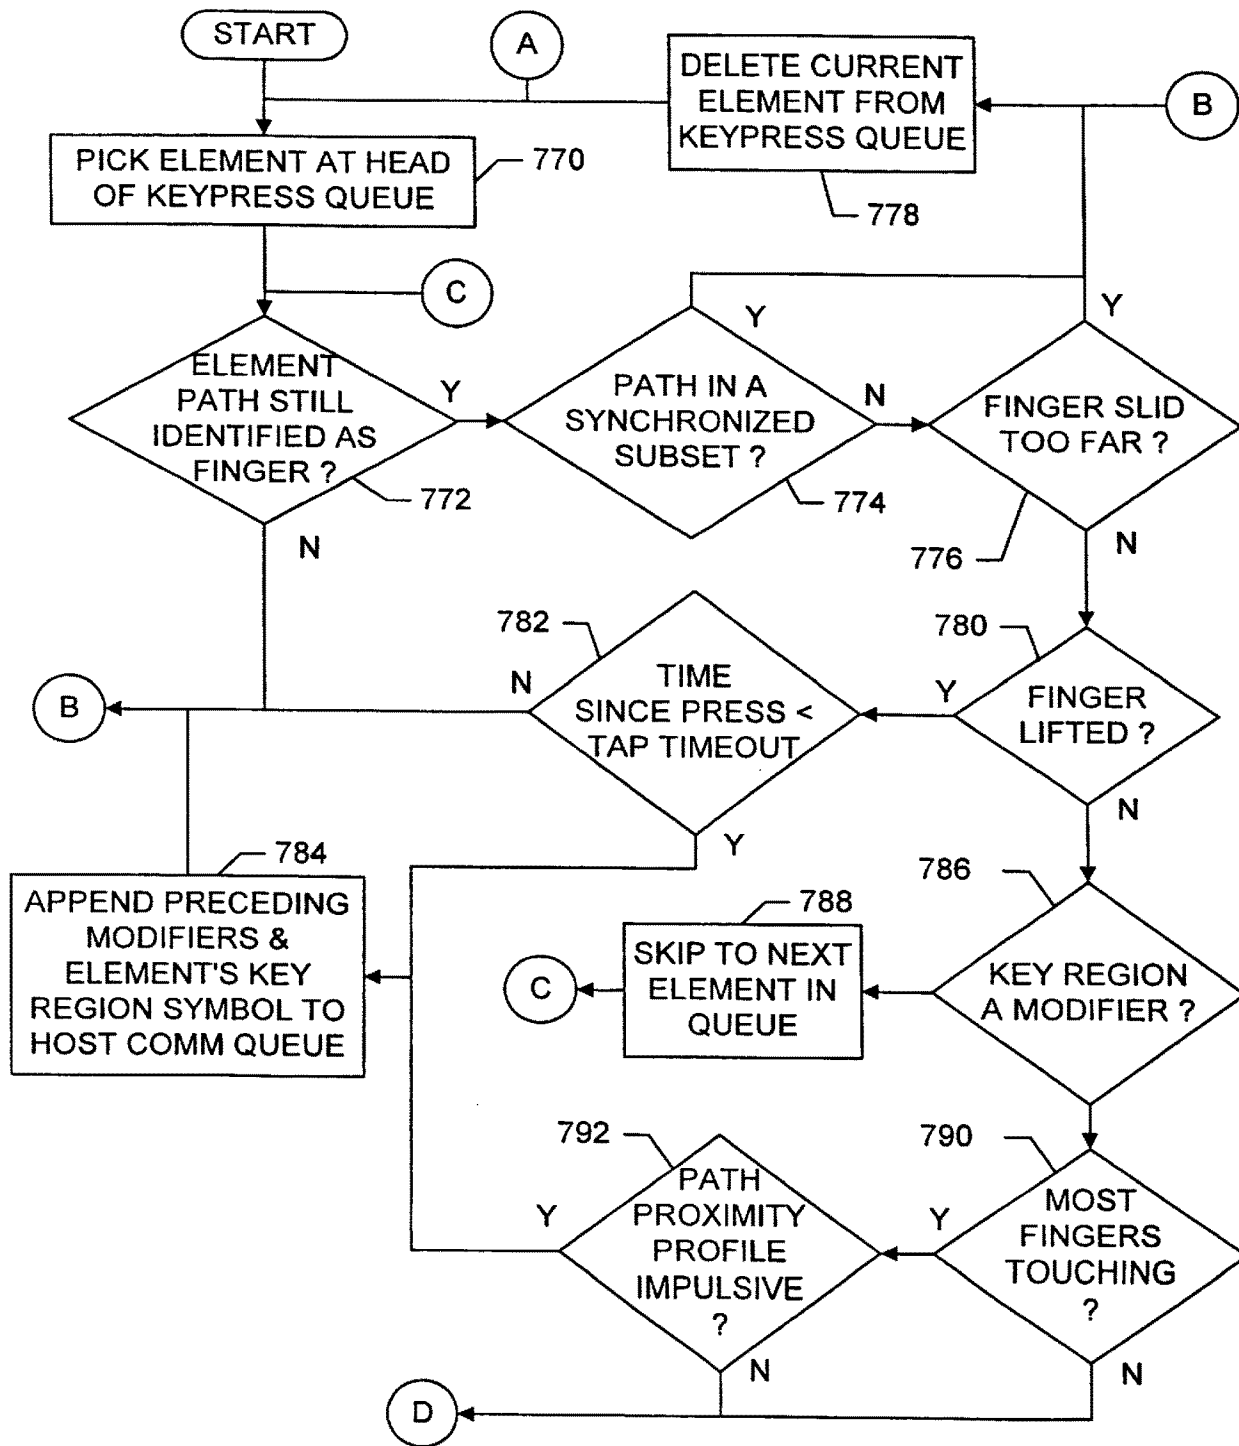 START
A
DELETE CURRENT
ELEMENT FROM
KEYPRESS QUEUE
B
PICK ELEMENT AT HEAD
OF KEYPRESS QUEUE
770
778
C
ELEMENT
PATH STILL
IDENTIFIED AS
FINGER ?
772
Y
N
PATH IN A
SYNCHRONIZED
SUBSET ?
774
Y
N
FINGER SLID
TOO FAR ?
776
Y
N
780
FINGER
LIFTED ?
Y
N
782
TIME
SINCE PRESS <
TAP TIMEOUT
N
Y
B
784
APPEND PRECEDING
MODIFIERS &
ELEMENT'S KEY
REGION SYMBOL TO
HOST COMM QUEUE
786
KEY REGION
A MODIFIER ?
788
SKIP TO NEXT
ELEMENT IN
QUEUE
C
790
MOST
FINGERS
TOUCHING
?
Y
N
792
PATH
PROXIMITY
PROFILE
IMPULSIVE
?
Y
N
D